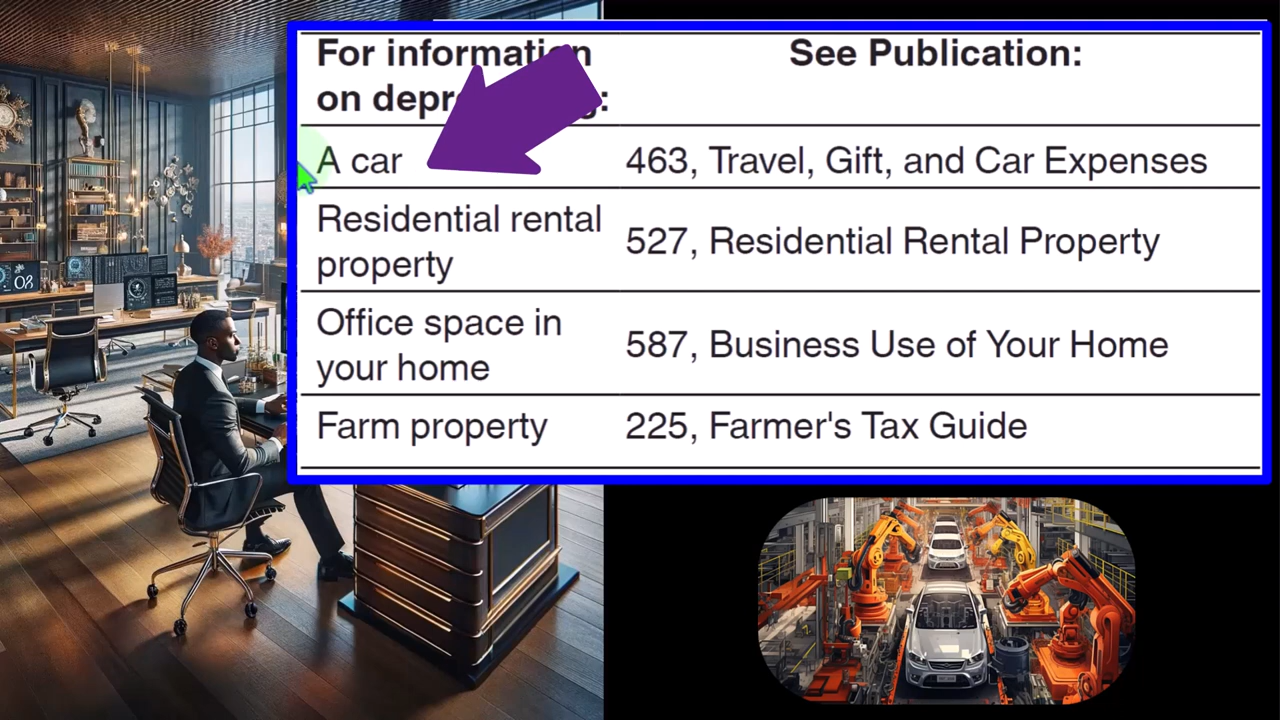 For information
See Publication:
on depr g:
A car
463, Travel, Gift, and Car Expenses
Residential rental
property
527, Residential Rental Property
Office space in
your home
587, Business Use of Your Home
Farm property
225, Farmer's Tax Guide